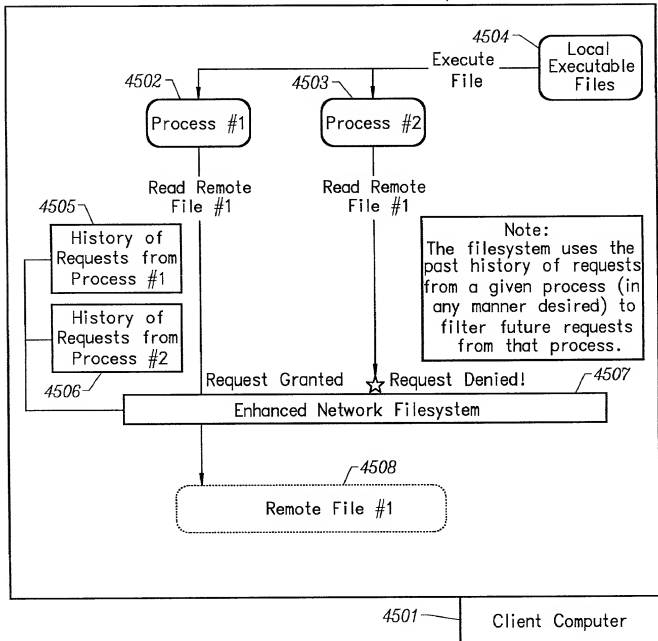 4504
Local
Executable
Files
Execute
File
4502
4503
Process #1
Process #2
Read Remote
File #1
Read Remote
File #1
4505
History of
Requests from
Process #1
History of
Requests from
Process #2
4506
Note:
The filesystem uses the
past history of requests
from a given process (in
any manner desired) to
filter future requests
from that process.
Request Granted
Request Denied!
4507
Enhanced Network Filesystem
4508
Remote File #1
4501
Client Computer